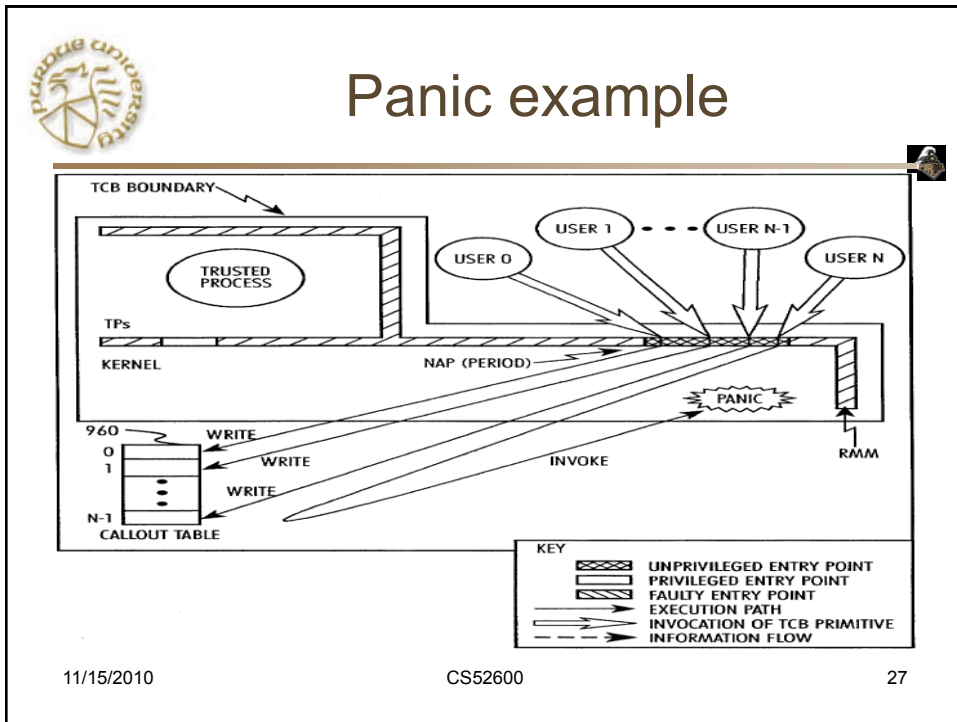 PURDUE UNIVERSITY
Panic example
TCB BOUNDARY
USER 0
USER 1
USER N-1
USER N
TRUSTED
PROCESS
TPs
KERNEL
NAP (PERIOD)
PANIC
960
WRITE
0
1
WRITE
INVOKE
RMM
WRITE
N-1
CALLOUT TABLE
KEY
UNPRIVILEGED ENTRY POINT
PRIVILEGED ENTRY POINT
FAULTY ENTRY POINT
EXECUTION PATH
INVOCATION OF TCB PRIMITIVE
INFORMATION FLOW
11/15/2010 CS52600 27